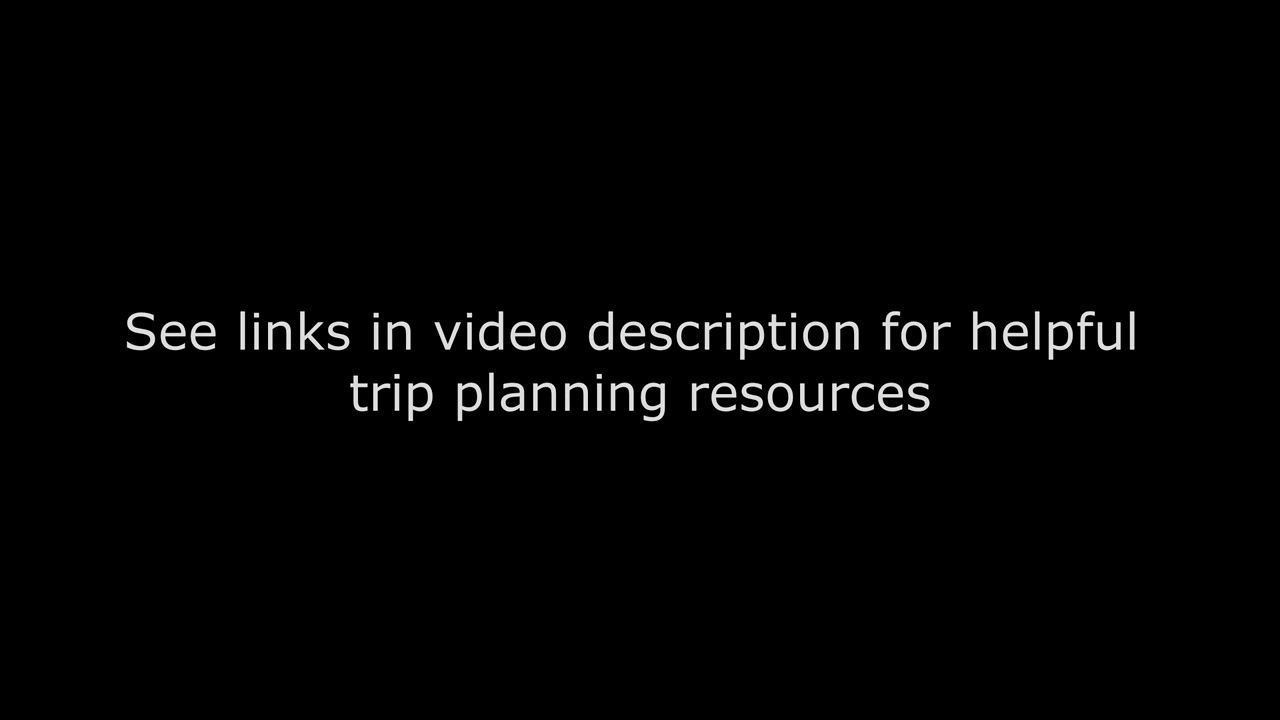 See links in video description for helpful
trip planning resources